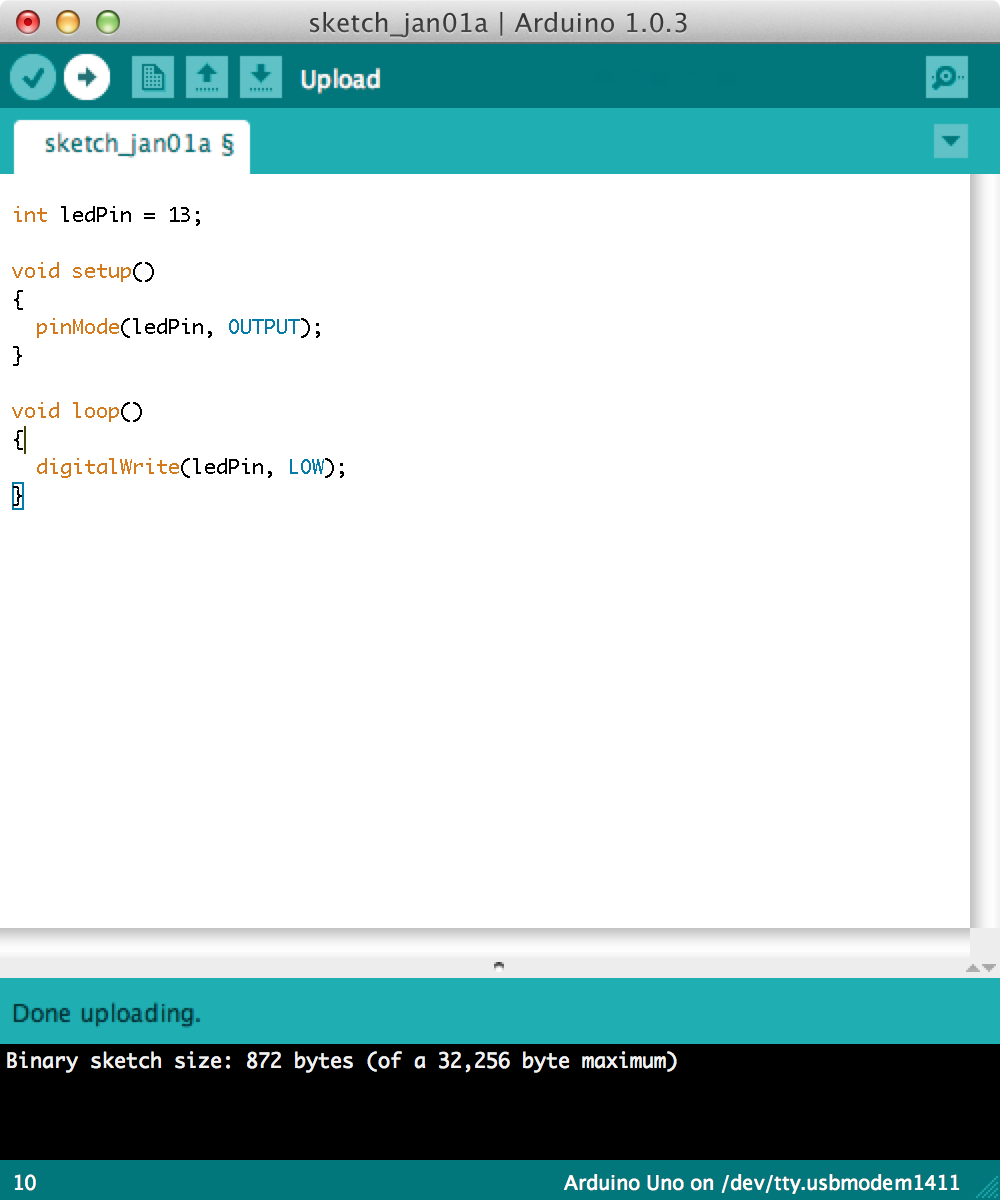 sketch_jan01a | Arduino 1.0.3
Upload
sketch_jan01a §
int ledPin = 13;
void setup()
{
  pinMode(ledPin, OUTPUT);
}
void loop()
{
  digitalWrite(ledPin, LOW);
}
Done uploading.
Binary sketch size: 872 bytes (of a 32,256 byte maximum)
10 Arduino Uno on /dev/tty.usbmodem1411